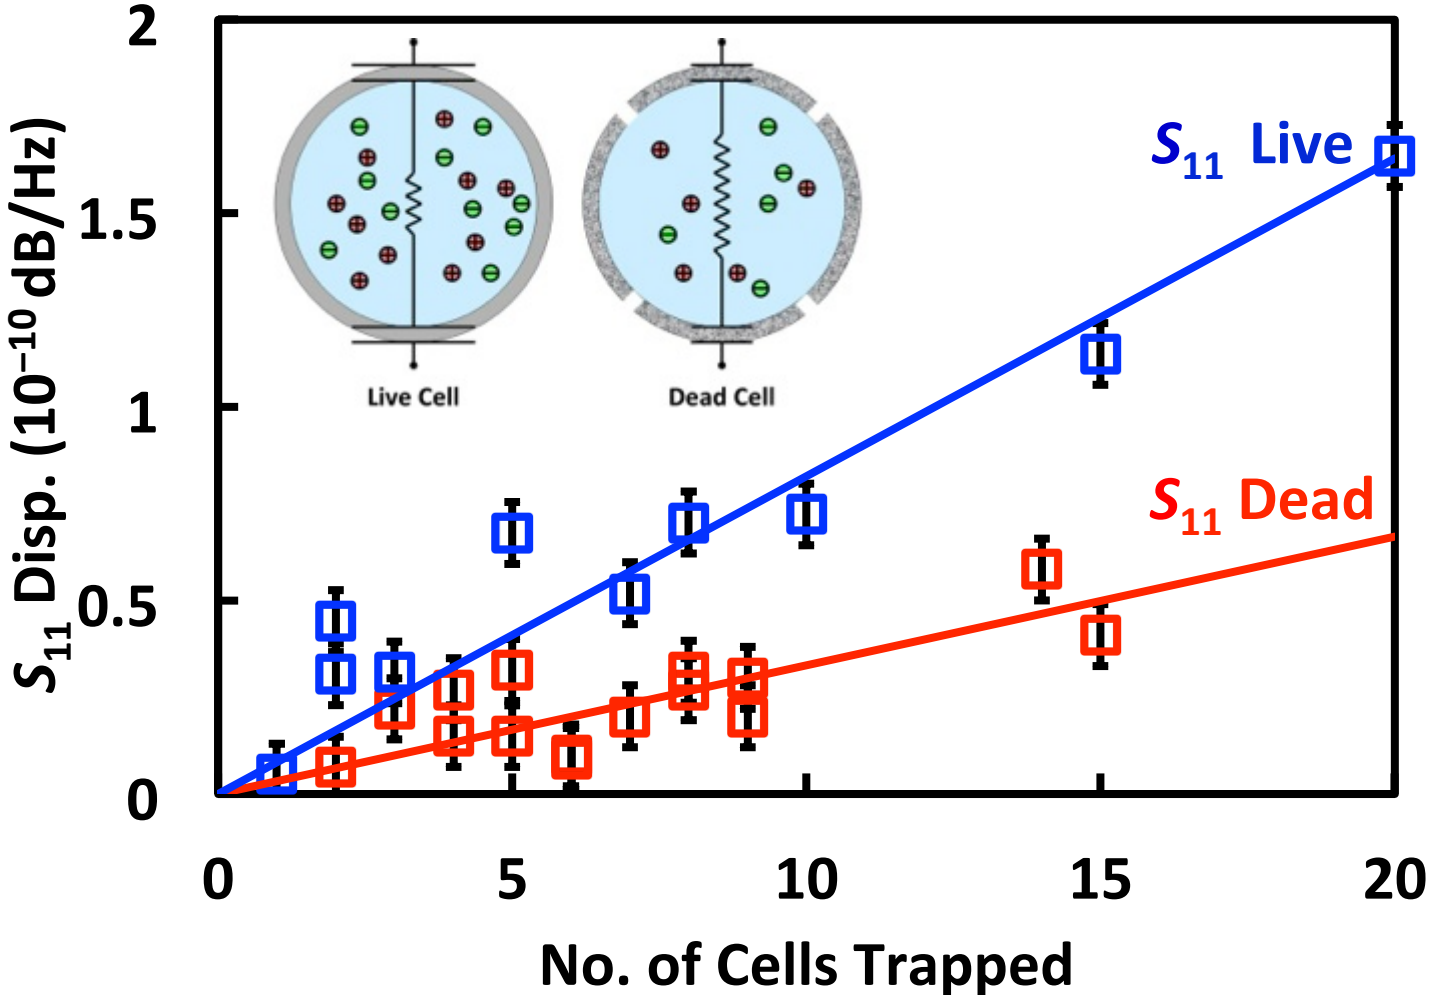 2
1.5
1
0.5
0
S₁₁ Disp. (10⁻¹⁰ dB/Hz)
Live Cell
Dead Cell
S₁₁ Live
S₁₁ Dead
0 5 10 15 20
No. of Cells Trapped